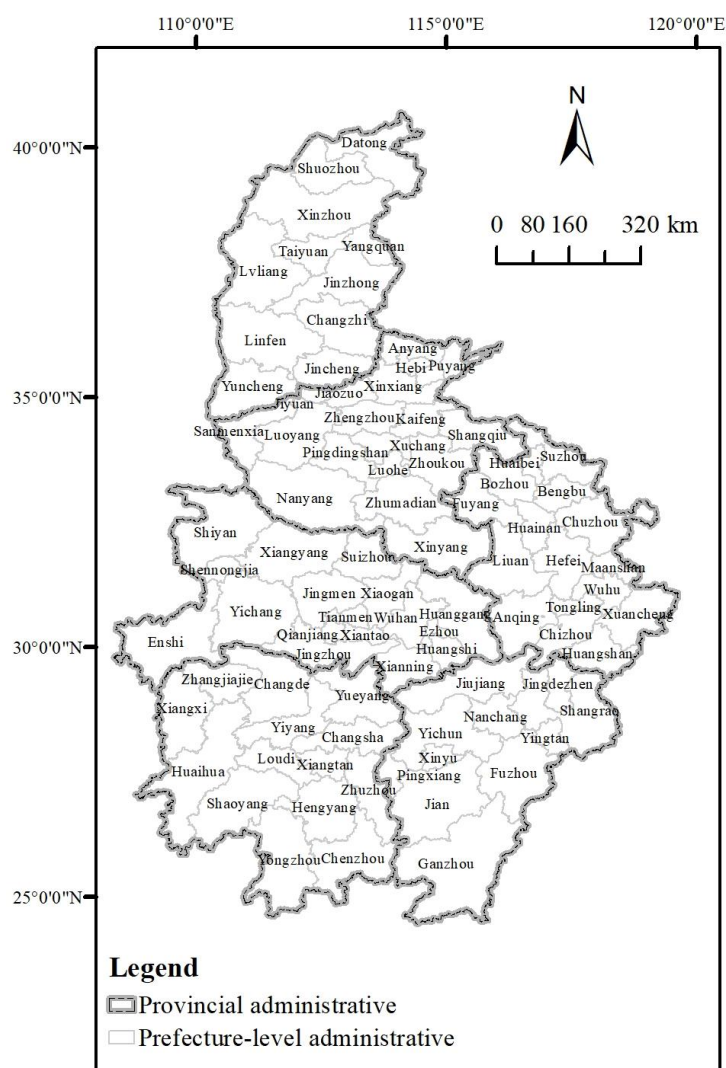 110°0'0"E 115°0'0"E 120°0'0"E
N
40°0'0"N
0 80 160 320 km
Datong
Shuozhou
Xinzhou
Taiyuan Yangquan
Lvliang
Jinzhong
Changzhi
Linfen
Anyang
Jincheng Hebi Puyang
Yuncheng Xinxiang
35°0'0"N
Jiyuan Jiaozuo
Zhengzhou Kaifeng
Sanmenxia Luoyang Shangqiu
Xuchang
Pingdingshan Suzhou
Luohe Zhoukou Huaibei
Bozhou
Bengbu
Nanyang Zhumadian Fuyang
Huainan Chuzhou
Shiyan
Xiangyang Suizhou Xinyang
Liuan Hefei Maanshan
Shennongjia
Jingmen Xiaogan Wuhu
Yichang Tianmen Wuhan Huanggang Anqing Tongling Xuancheng
Enshi Qianjiang Xiantao Ezhou Chizhou
30°0'0"N
Jingzhou Huangshi Huangshan
Xianning
Zhangjiajie Changde Jiujiang Jingdezhen
Yueyang
Xiangxi Nanchang Shangrao
Yiyang Changsha Yichun Yingtan
Loudi Xiangtan Xinyu
Huaihua Pingxiang Fuzhou
Zhuzhou
Shaoyang Hengyang Jian
Yongzhou Chenzhou Ganzhou
25°0'0"N
Legend
Provincial administrative
Prefecture-level administrative